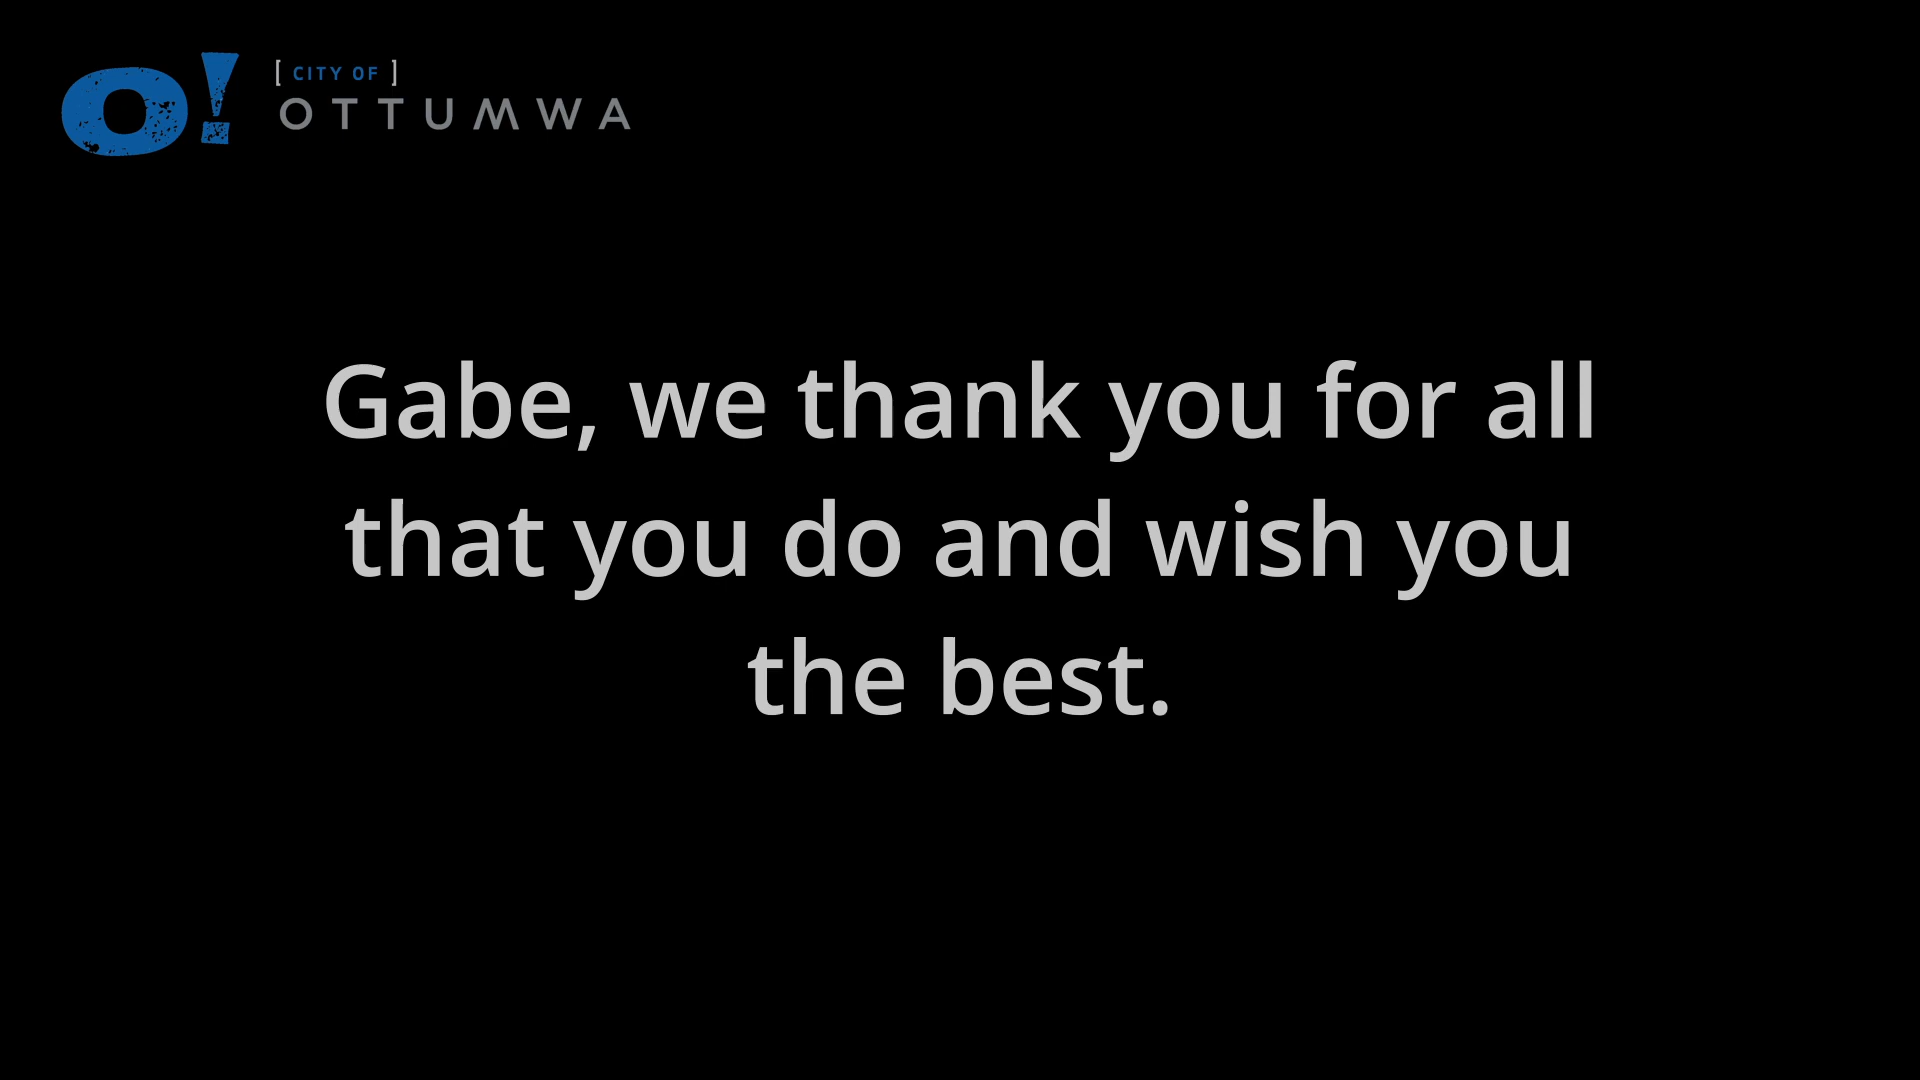 O!
[ CITY OF ]
OTTUMWA
Gabe, we thank you for all
that you do and wish you
the best.